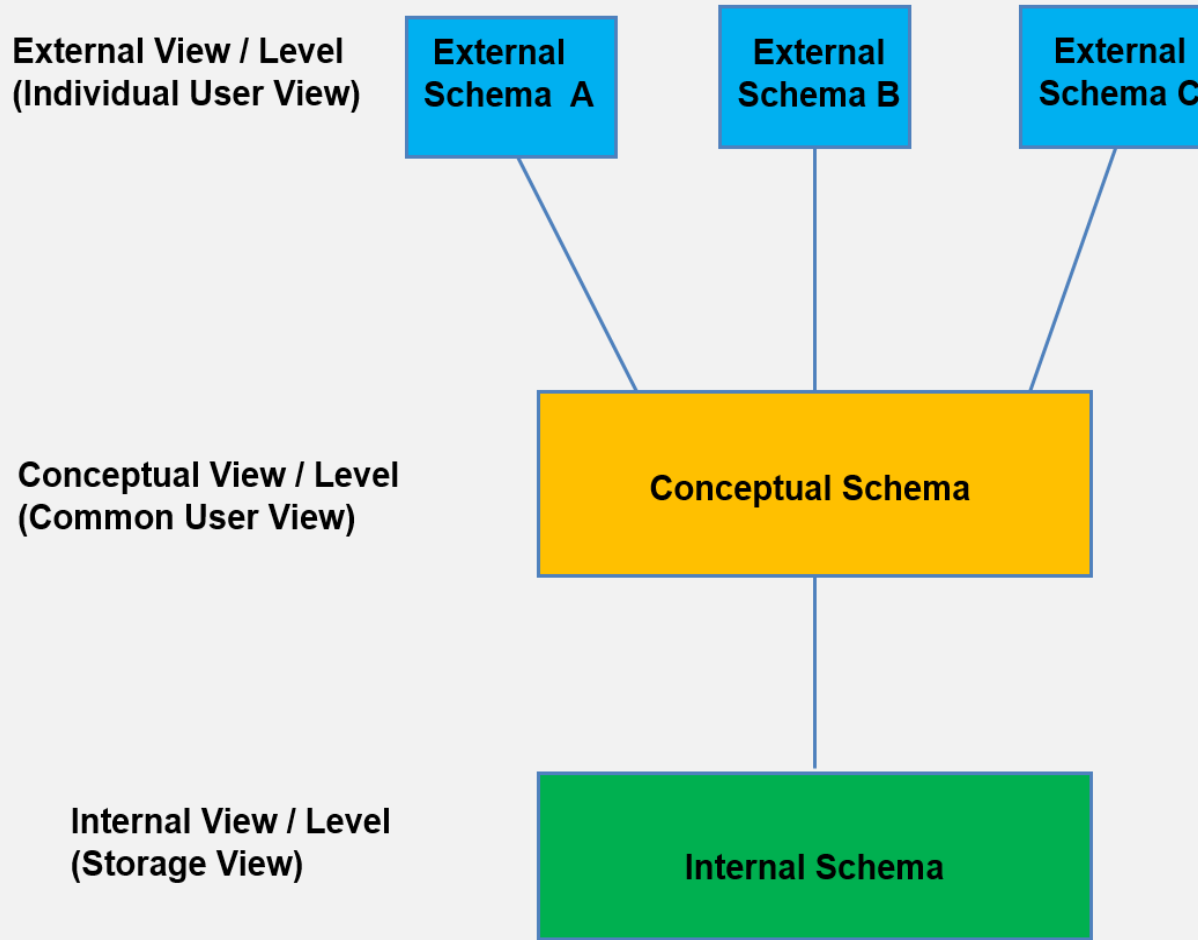 External View / Level
(Individual User View)
External
Schema  A
External
Schema B
External
Schema C
Conceptual View / Level
(Common User View)
Conceptual Schema
Internal View / Level
(Storage View)
Internal Schema